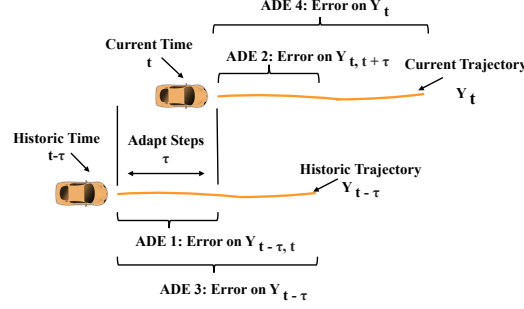 ADE 4: Error on Y t
Current Time
t
ADE 2: Error on Y t, t + τ
Current Trajectory
Y t
Historic Time
t-τ
Adapt Steps
τ
Historic Trajectory
Y t - τ
ADE 1: Error on Y t - τ, t
ADE 3: Error on Y t - τ